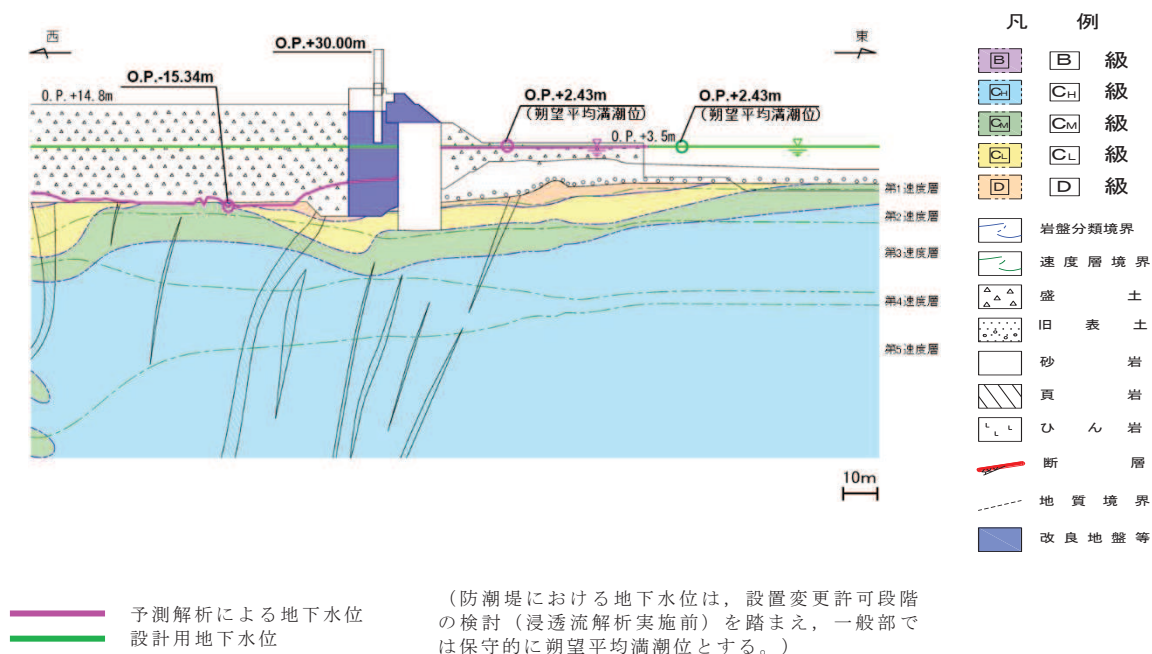 西
東
O.P.+30.00m
O.P.-15.34m
O.P.+14.8m
O.P.+2.43m
(朔望平均満潮位)
O.P.+2.43m
(朔望平均満潮位)
O.P.+3.5m
第1速度層
第2速度層
第3速度層
第4速度層
第5速度層
10m
凡 例
B B 級
CH CH 級
CM CM 級
CL CL 級
D D 級
岩盤分類境界
速度層境界
盛土
旧表土
砂岩
頁岩
ひん岩
断層
地質境界
改良地盤等
予測解析による地下水位
設計用地下水位
(防潮堤における地下水位は,設置変更許可段階
の検討(浸透流解析実施前)を踏まえ,一般部で
は保守的に朔望平均満潮位とする。)